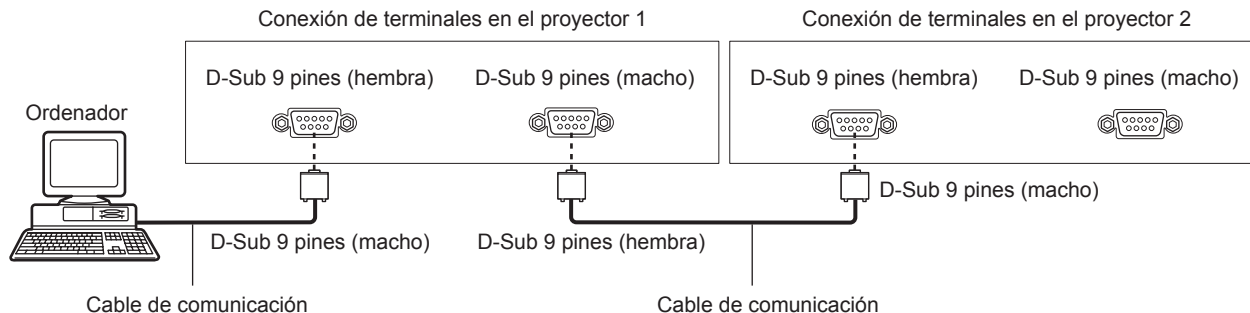 Conexión de terminales en el proyector 1
Conexión de terminales en el proyector 2
D-Sub 9 pines (hembra)
D-Sub 9 pines (macho)
D-Sub 9 pines (hembra)
D-Sub 9 pines (macho)
Ordenador
D-Sub 9 pines (macho)
D-Sub 9 pines (macho)
D-Sub 9 pines (hembra)
Cable de comunicación
Cable de comunicación